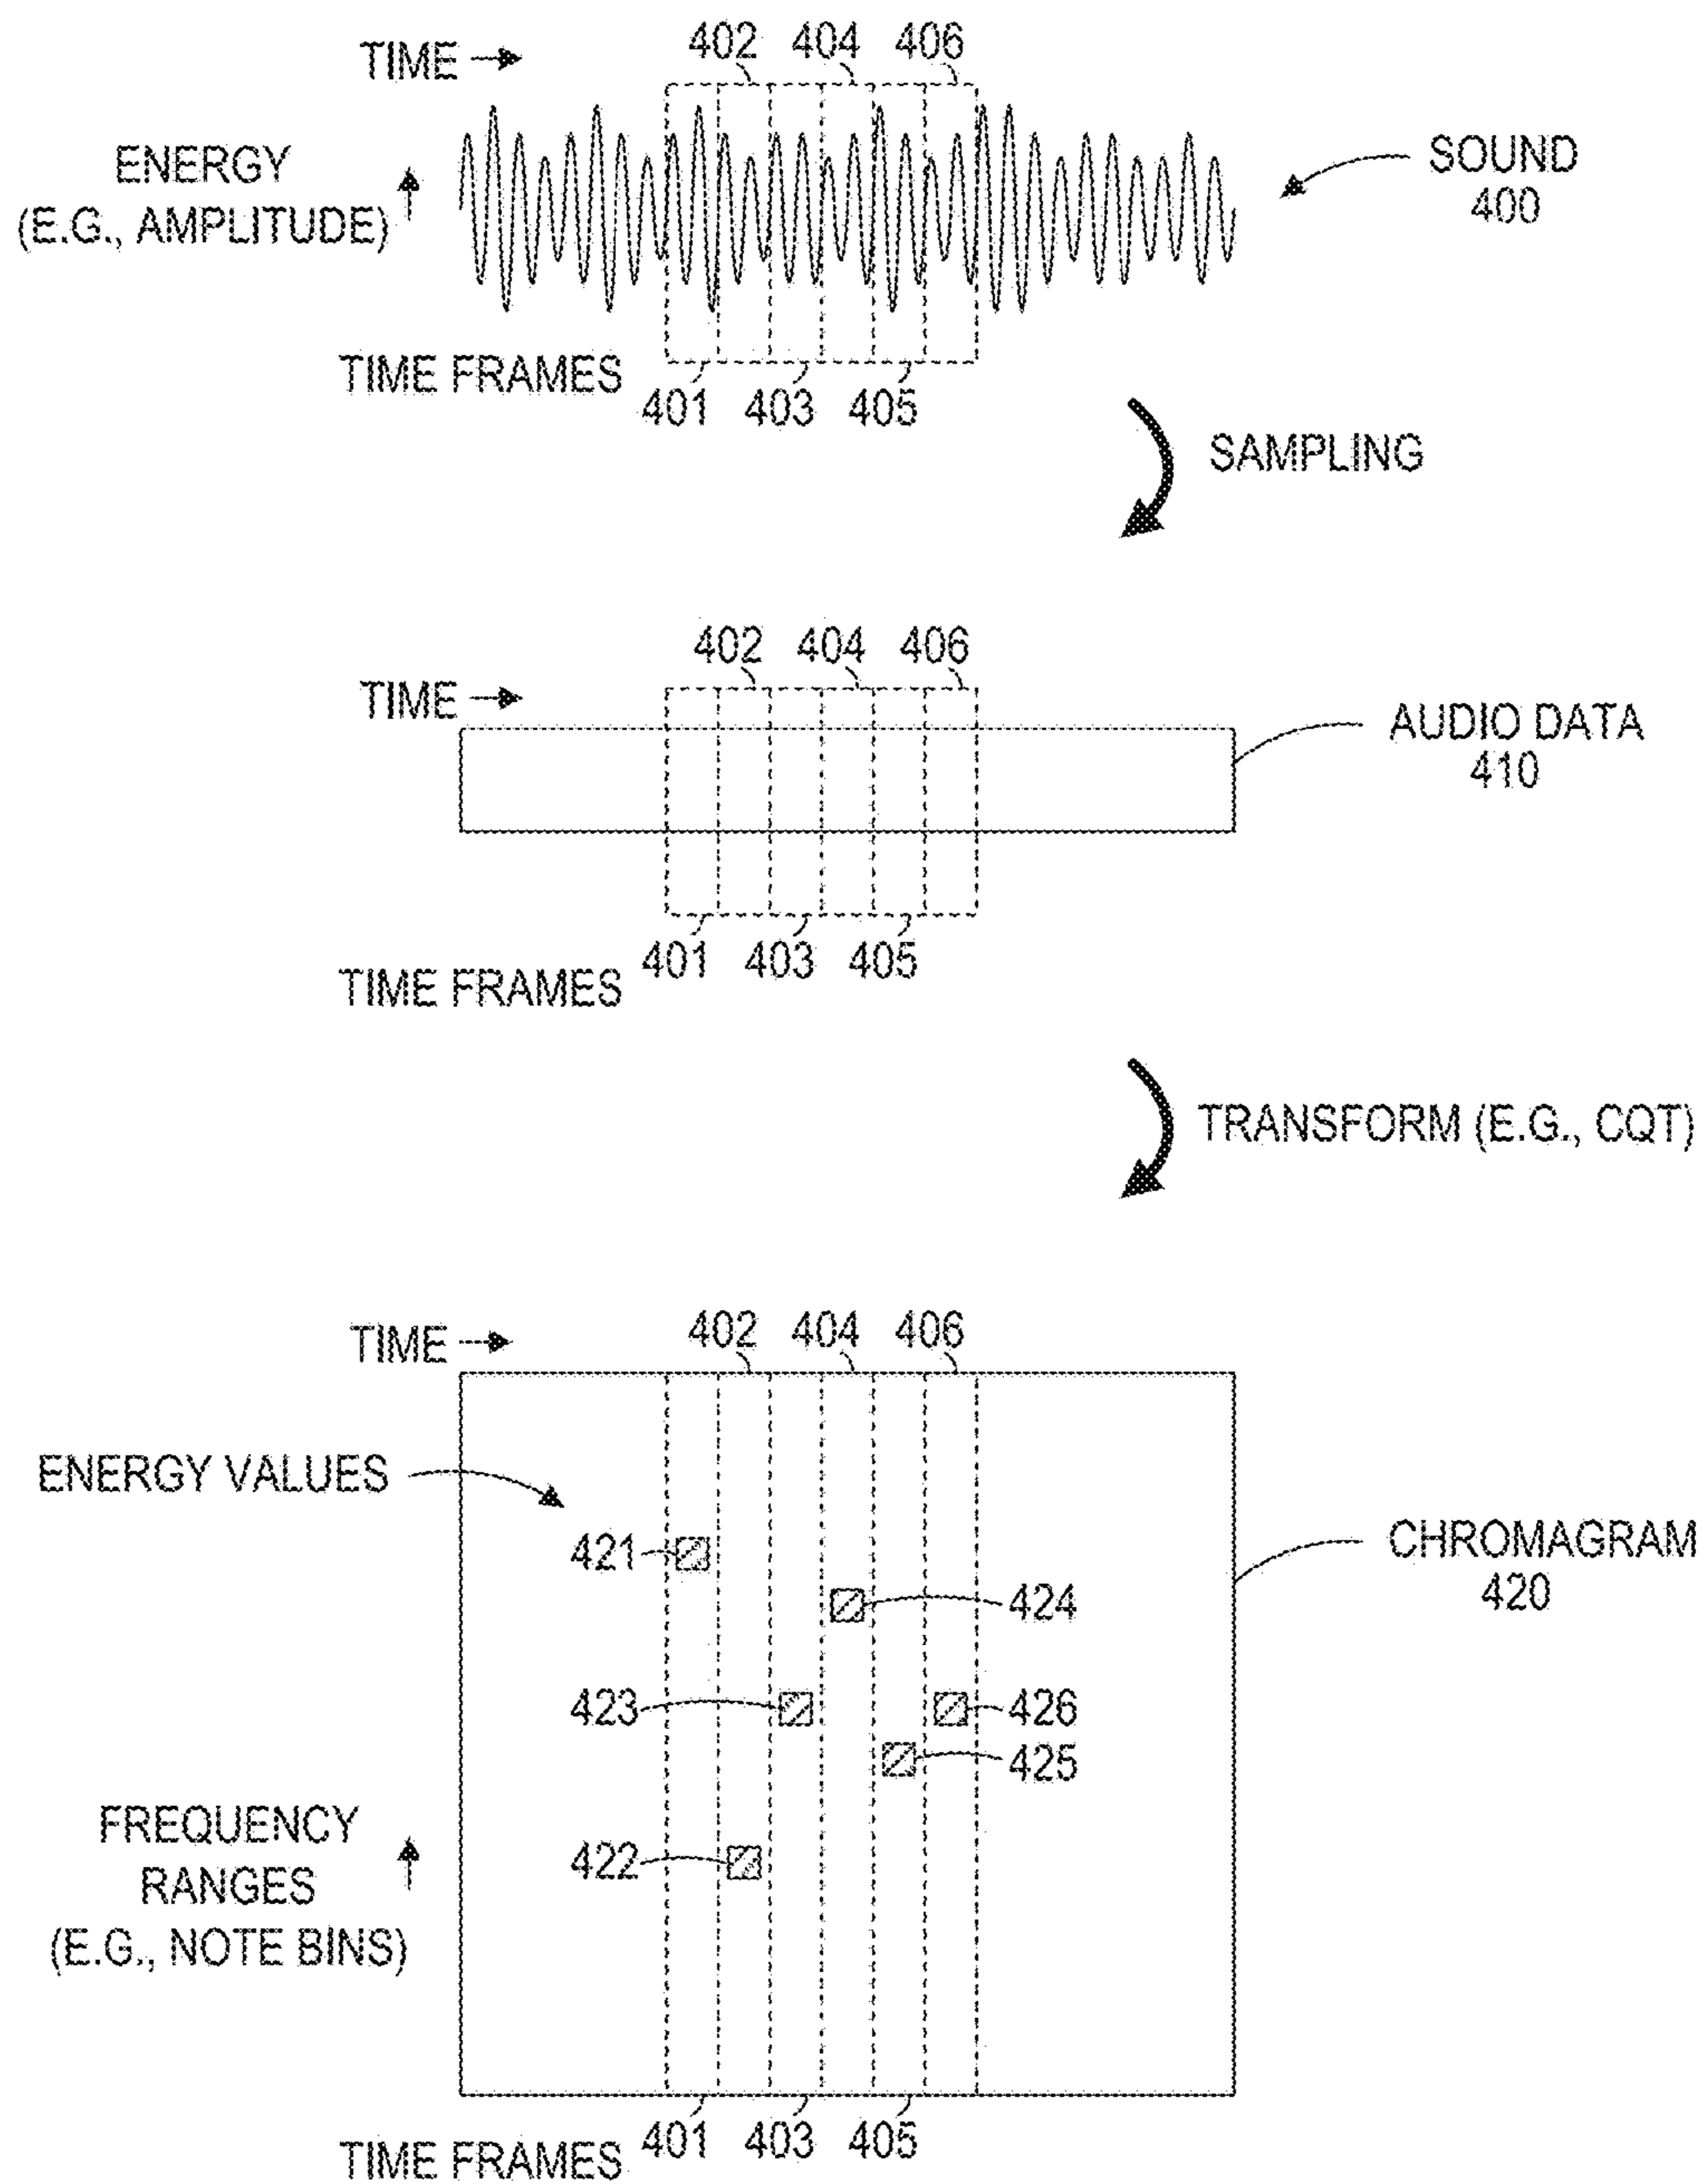 TIME
402 404 406
ENERGY
(E.G., AMPLITUDE)
SOUND
400
TIME FRAMES
401 403 405
SAMPLING
402 404 406
TIME
AUDIO DATA
410
401 403 405
TIME FRAMES
TRANSFORM (E.G., CQT)
TIME
402 404 406
ENERGY VALUES
421
CHROMAGRAM
420
424
423
426
425
FREQUENCY
RANGES
(E.G., NOTE BINS)
422
TIME FRAMES
401 403 405